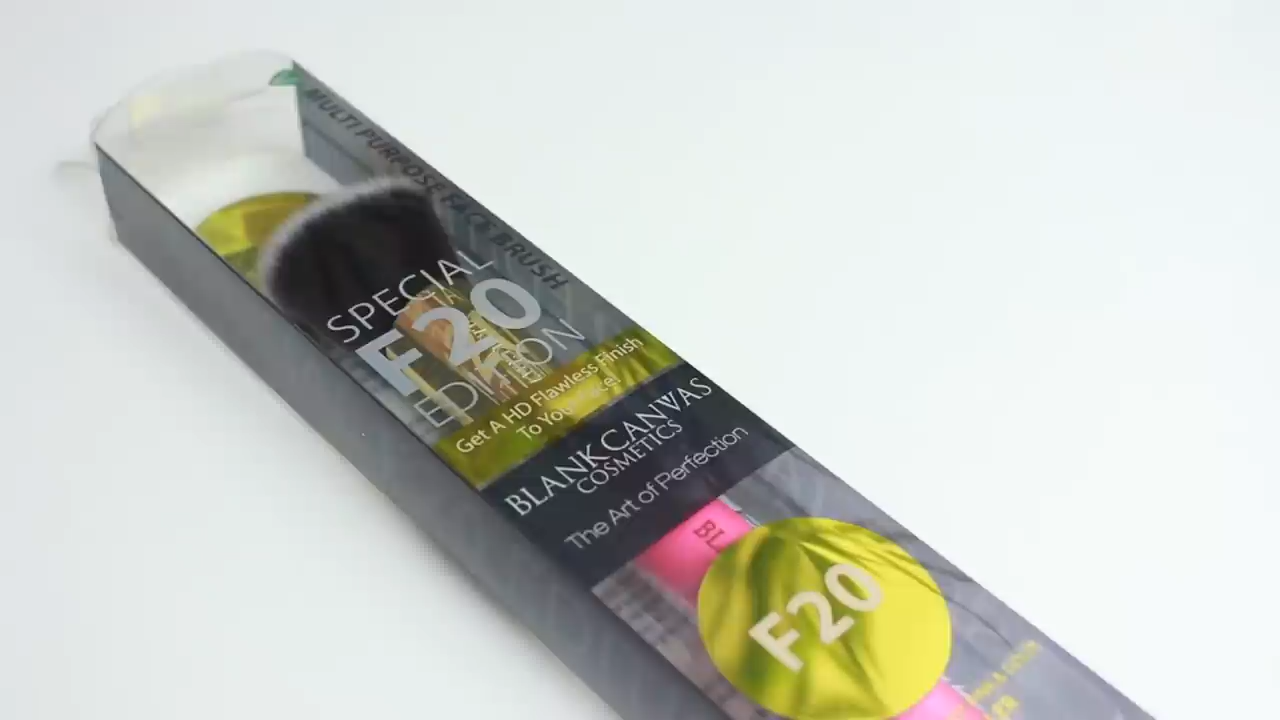 MULTI PURPOSE FACE BRUSH
SPECIAL
F20
EDITION
Get A HD Flawless Finish
To Your Face!
BLANK CANVAS
COSMETICS
The Art of Perfection
BL
F20